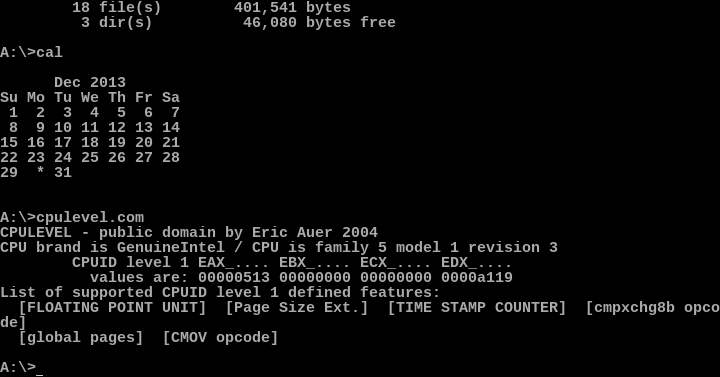 18 file(s)        401,541 bytes
         3 dir(s)          46,080 bytes free
A:\>cal
      Dec 2013
Su Mo Tu We Th Fr Sa
 1  2  3  4  5  6  7
 8  9 10 11 12 13 14
15 16 17 18 19 20 21
22 23 24 25 26 27 28
29  * 31
A:\>cpulevel.com
CPULEVEL - public domain by Eric Auer 2004
CPU brand is GenuineIntel / CPU is family 5 model 1 revision 3
        CPUID level 1 EAX_.... EBX_.... ECX_.... EDX_....
          values are: 00000513 00000000 00000000 0000a119
List of supported CPUID level 1 defined features:
  [FLOATING POINT UNIT]  [Page Size Ext.]  [TIME STAMP COUNTER]  [cmpxchg8b opco
de]
  [global pages]  [CMOV opcode]
A:\>_